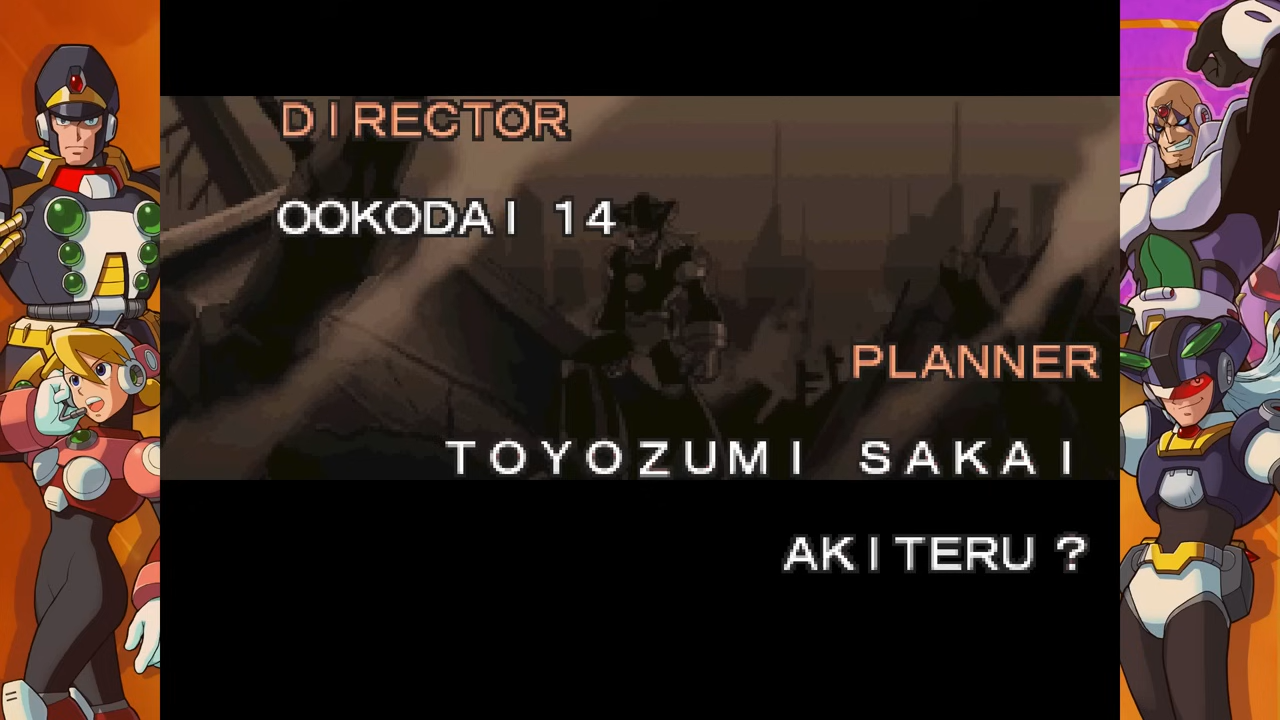 DIRECTOR
OOKODAI 14
PLANNER
TOYOZUMI SAKAI
AKITERU ?